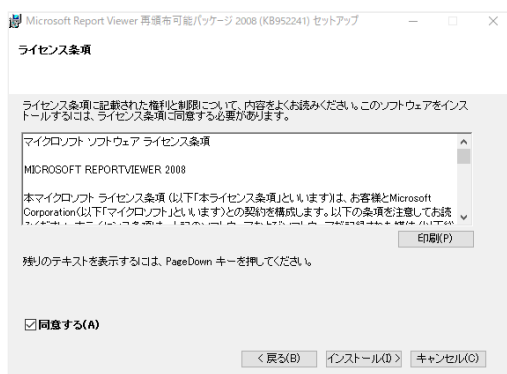 Microsoft Report Viewer 再頒布可能パッケージ 2008 (KB952241) セットアップ
ライセンス条項
ライセンス条項に記載された権利と制限について、内容をよくお読みください。このソフトウェアをインス
トールするには、ライセンス条項に同意する必要があります。
マイクロソフト ソフトウェア ライセンス条項
MICROSOFT REPORTVIEWER 2008
本マイクロソフト ライセンス条項 (以下「本ライセンス条項」といいます)は、お客様とMicrosoft
Corporation(以下「マイクロソフト」といいます)との契約を構成します。以下の条項を注意してお読
印刷(P)
残りのテキストを表示するには、PageDown キーを押してください。
同意する(A)
< 戻る(B) インストール(I) > キャンセル(C)